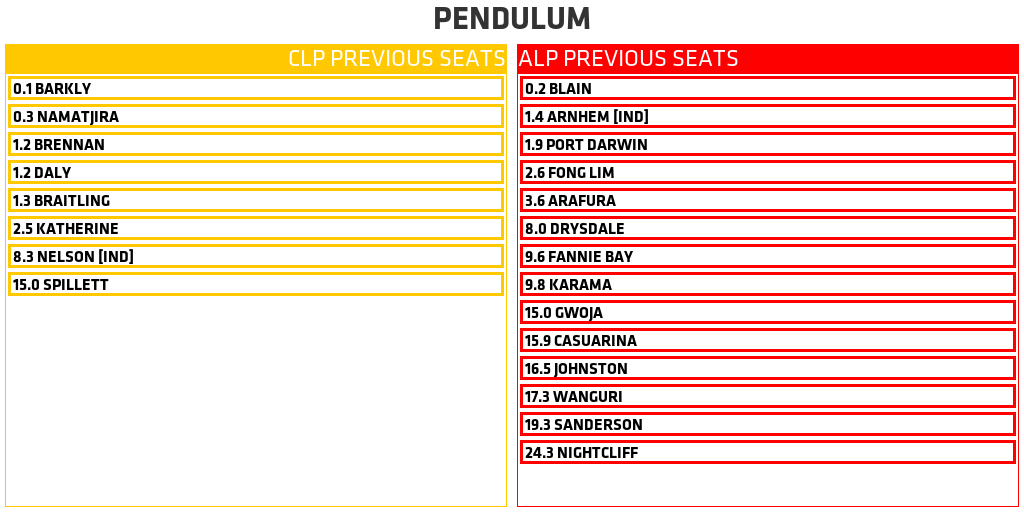 PENDULUM
CLP PREVIOUS SEATS
0.1 BARKLY
0.3 NAMATJIRA
1.2 BRENNAN
1.2 DALY
1.3 BRAITLING
2.5 KATHERINE
8.3 NELSON [IND]
15.0 SPILLETT
ALP PREVIOUS SEATS
0.2 BLAIN
1.4 ARNHEM [IND]
1.9 PORT DARWIN
2.6 FONG LIM
3.6 ARAFURA
8.0 DRYSDALE
9.6 FANNIE BAY
9.8 KARAMA
15.0 GWOJA
15.9 CASUARINA
16.5 JOHNSTON
17.3 WANGURI
19.3 SANDERSON
24.3 NIGHTCLIFF